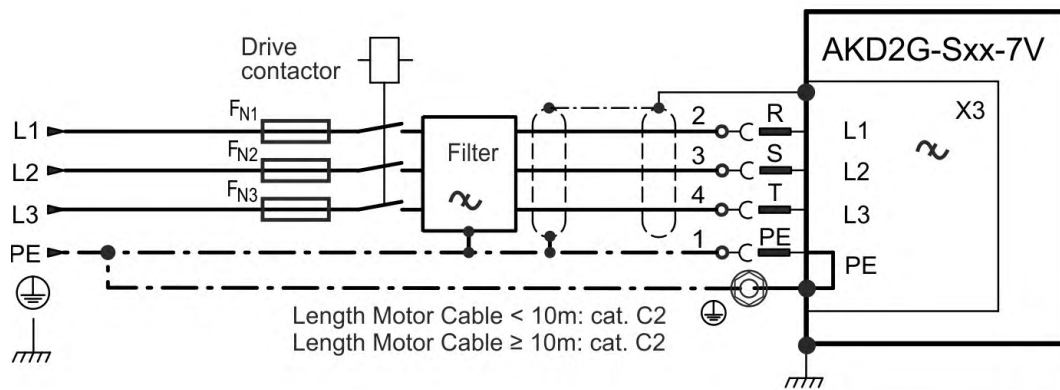 Drive
contactor
AKD2G-Sxx-7V
X3
L1 FN1 2 R L1
L2 FN2 Filter 3 S L2
L3 FN3 4 T L3
PE 1 PE PE
Length Motor Cable < 10m: cat. C2
Length Motor Cable ≥ 10m: cat. C2